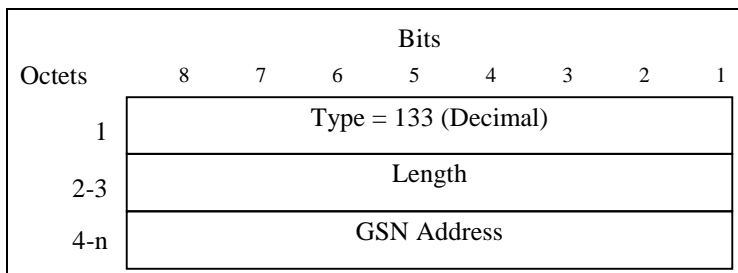 Bits
Octets 8 7 6 5 4 3 2 1
1 Type = 133 (Decimal)
2-3 Length
4-n GSN Address